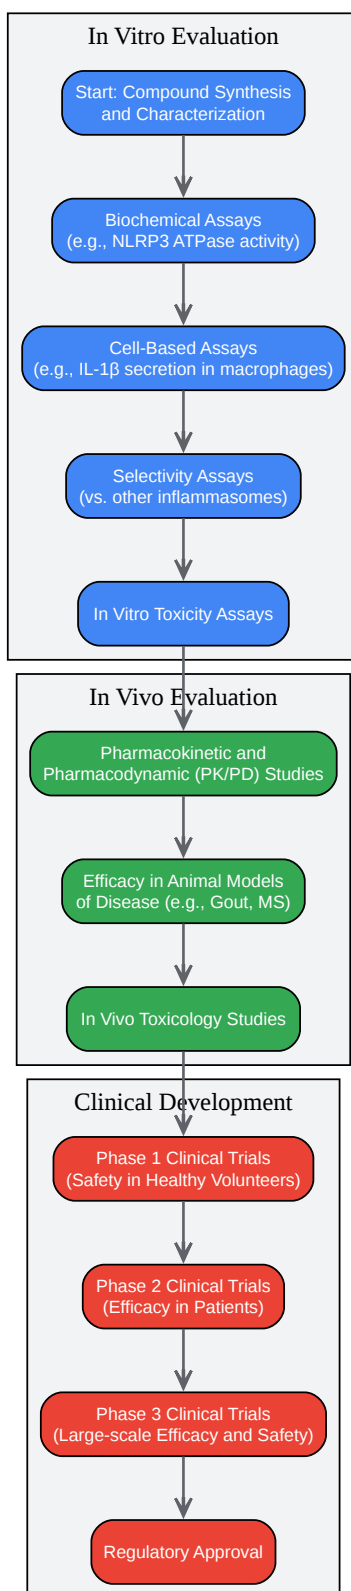 In Vitro Evaluation
Start: Compound Synthesis
and Characterization
Biochemical Assays
(e.g., NLRP3 ATPase activity)
Cell-Based Assays
(e.g., IL-1β secretion in macrophages)
Selectivity Assays
(vs. other inflammasomes)
In Vitro Toxicity Assays
In Vivo Evaluation
Pharmacokinetic and
Pharmacodynamic (PK/PD) Studies
Efficacy in Animal Models
of Disease (e.g., Gout, MS)
In Vivo Toxicology Studies
Clinical Development
Phase 1 Clinical Trials
(Safety in Healthy Volunteers)
Phase 2 Clinical Trials
(Efficacy in Patients)
Phase 3 Clinical Trials
(Large-scale Efficacy and Safety)
Regulatory Approval